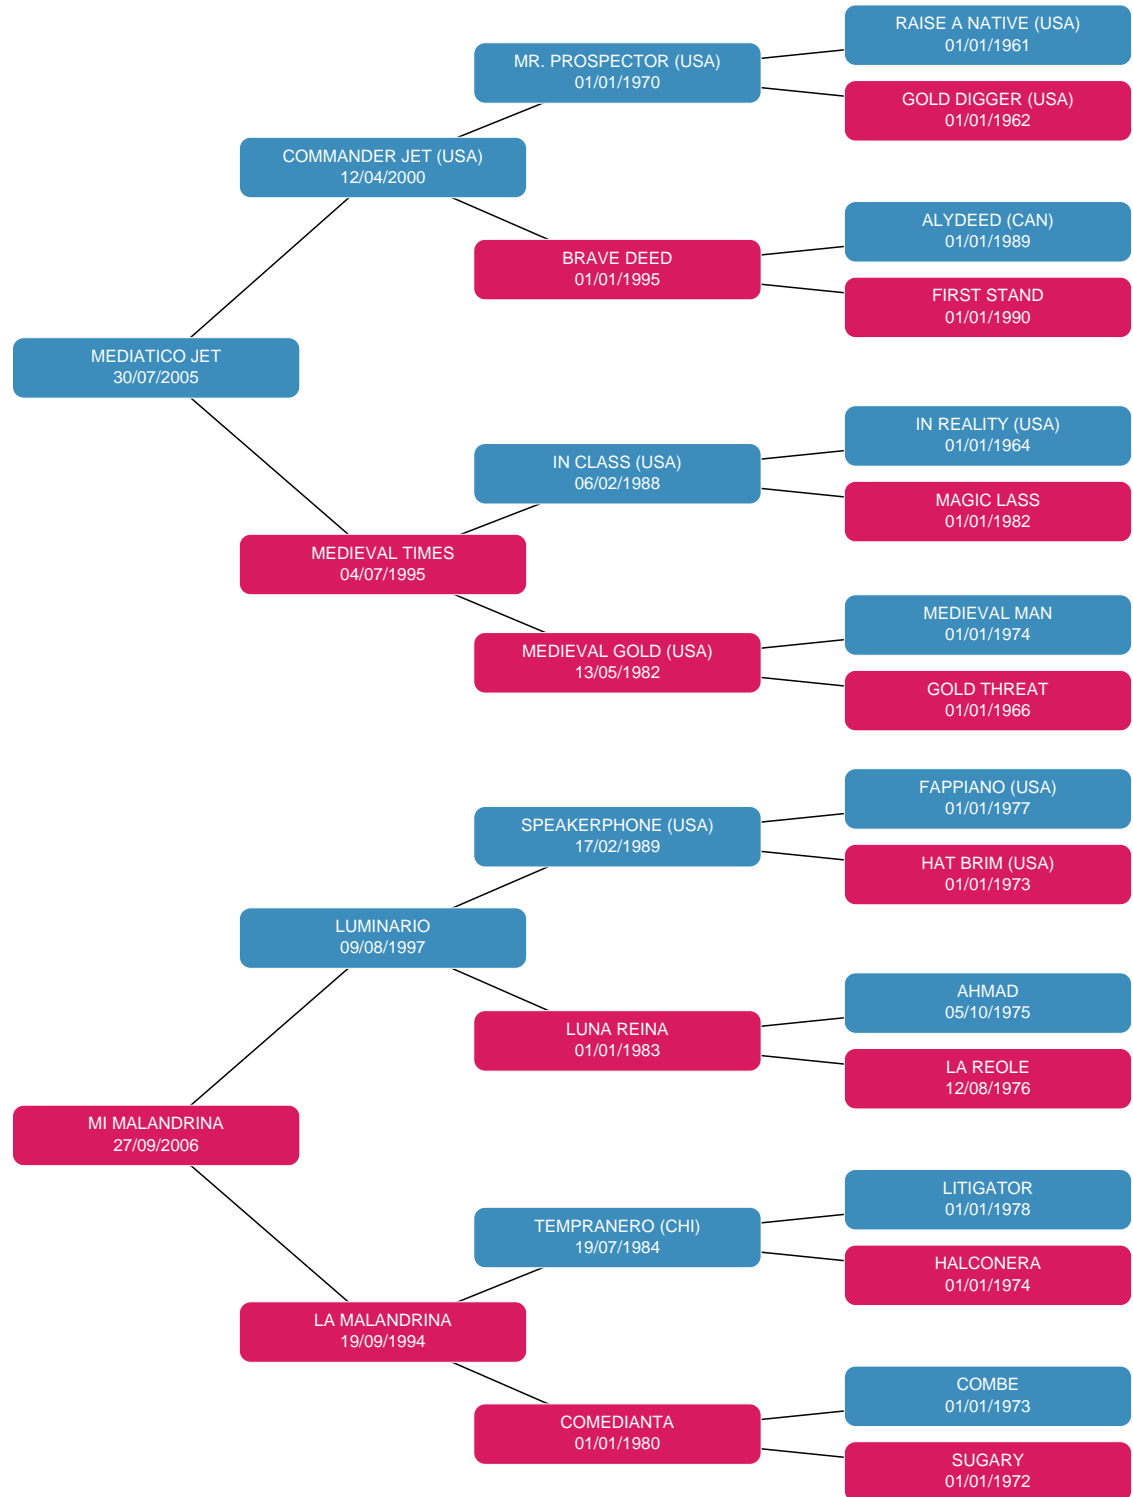 RAISE A NATIVE (USA)
01/01/1961
MR. PROSPECTOR (USA)
01/01/1970
GOLD DIGGER (USA)
01/01/1962
COMMANDER JET (USA)
12/04/2000
ALYDEED (CAN)
01/01/1989
BRAVE DEED
01/01/1995
FIRST STAND
01/01/1990
MEDIATICO JET
30/07/2005
IN REALITY (USA)
01/01/1964
IN CLASS (USA)
06/02/1988
MAGIC LASS
01/01/1982
MEDIEVAL TIMES
04/07/1995
MEDIEVAL MAN
01/01/1974
MEDIEVAL GOLD (USA)
13/05/1982
GOLD THREAT
01/01/1966
FAPPIANO (USA)
01/01/1977
SPEAKERPHONE (USA)
17/02/1989
HAT BRIM (USA)
01/01/1973
LUMINARIO
09/08/1997
AHMAD
05/10/1975
LUNA REINA
01/01/1983
LA REOLE
12/08/1976
MI MALANDRINA
27/09/2006
LITIGATOR
01/01/1978
TEMPRANERO (CHI)
19/07/1984
HALCONERA
01/01/1974
LA MALANDRINA
19/09/1994
COMBE
01/01/1973
COMEDIANTA
01/01/1980
SUGARY
01/01/1972